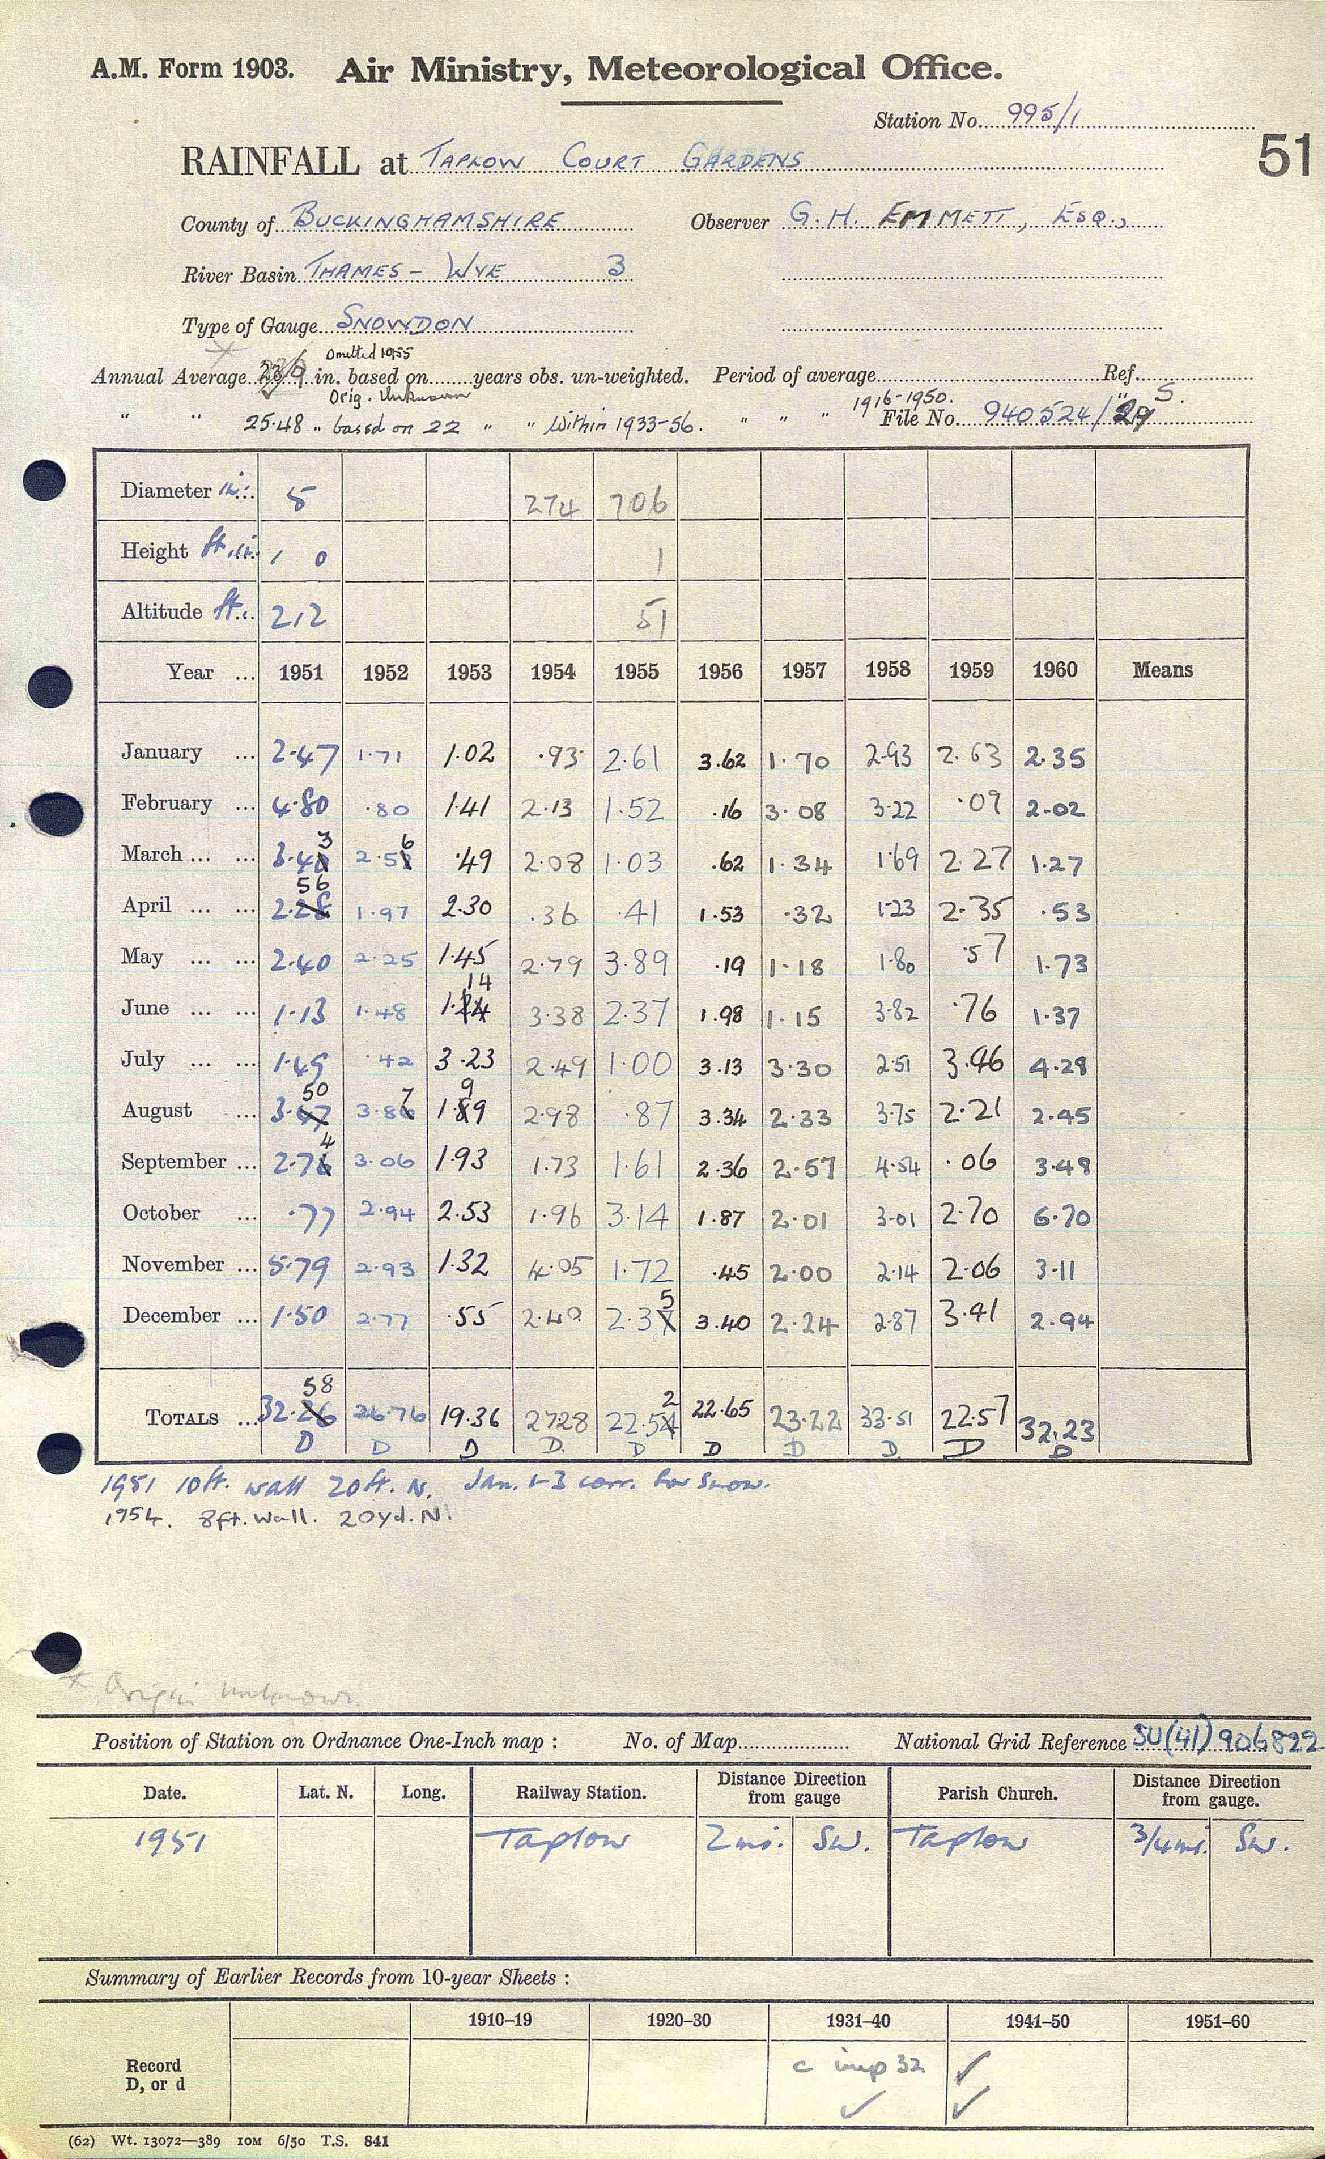 A.M. Form 1903. Air Ministry, Meteorological Office.
Station No. 995/1
51
RAINFALL at TAPLOW COURT GARDENS
County of BUCKINGHAMSHIRE Observer G.H. EMMETT, ESQ.,
River Basin THAMES - WYE 3
Type of Gauge SNOWDON
Omitted 1955
Annual Average in. based on years obs. un-weighted. Period of average Ref.
Orig. Unknown
" " 25.48 " based on 22 " " Within 1933-56. " " " 1916-1950. File No. 940524/ S.
Diameter in. 5 274 706
Height ft. in. 1 0 1
Altitude ft. 212 51
Year ... 1951 1952 1953 1954 1955 1956 1957 1958 1959 1960 Means
January ... 2.47 1.71 1.02 .93 2.61 3.62 1.70 2.93 2.63 2.35
February ... 4.80 .80 1.41 2.13 1.52 .16 3.08 3.22 .09 2.02
March ... ... 3.43 2.56 .49 2.08 1.03 .62 1.34 1.69 2.27 1.27
April ... ... 2.56 1.97 2.30 .36 .41 1.53 .32 1.23 2.35 .53
May ... ... 2.40 2.25 1.45 2.79 3.89 .19 1.18 1.80 .57 1.73
June ... ... 1.13 1.48 1.14 3.38 2.37 1.98 1.15 3.82 .76 1.37
July ... ... 1.49 .42 3.23 2.49 1.00 3.13 3.30 2.51 3.46 4.28
August ... 3.50 3.87 1.99 2.98 .87 3.34 2.33 3.75 2.21 2.45
September ... 2.74 3.06 1.93 1.73 1.61 2.36 2.57 4.54 .06 3.48
October ... .77 2.94 2.53 1.96 3.14 1.87 2.01 3.01 2.70 6.70
November ... 5.79 2.93 1.32 4.05 1.72 .45 2.00 2.14 2.06 3.11
December ... 1.50 2.77 .55 2.40 2.35 3.40 2.24 2.87 3.41 2.94
TOTALS ... 32.58 26.76 19.36 27.28 22.52 22.65 23.22 33.51 22.57 32.23
D D D D D D D D D D
1951 10ft. wall 20ft. N. Jan. 1-3 corr. for snow.
1954. 8ft. wall. 20yd. N.
* Origin unknown.
Position of Station on Ordnance One-Inch map : No. of Map National Grid Reference SU(41)906822
Date. Lat. N. Long. Railway Station. Distance Direction from gauge Parish Church. Distance Direction from gauge.
1951 Taplow 2mi. SW. Taplow 3/4mi. SW.
Summary of Earlier Records from 10-year Sheets :
1910-19 1920-30 1931-40 1941-50 1951-60
Record D, or d c imp 32 ✓
✓ ✓
(62) Wt. 13072—389 IOM 6/50 T.S. 841